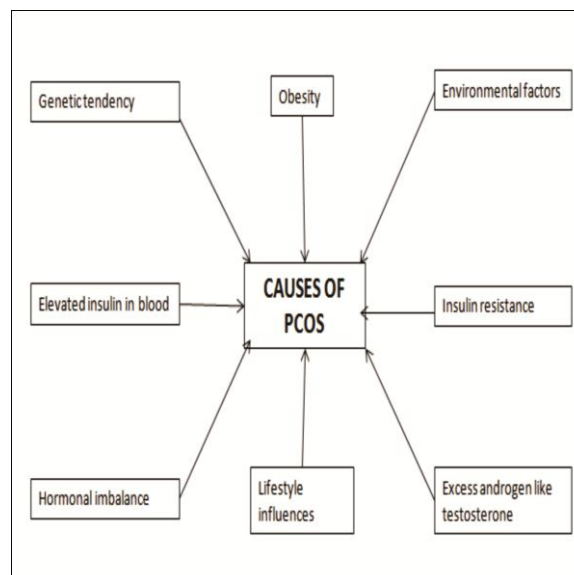 Genetic tendency
Obesity
Environmental factors
Elevated insulin in blood
CAUSES OF
PCOS
Insulin resistance
Hormonal imbalance
Lifestyle
influences
Excess androgen like
testosterone